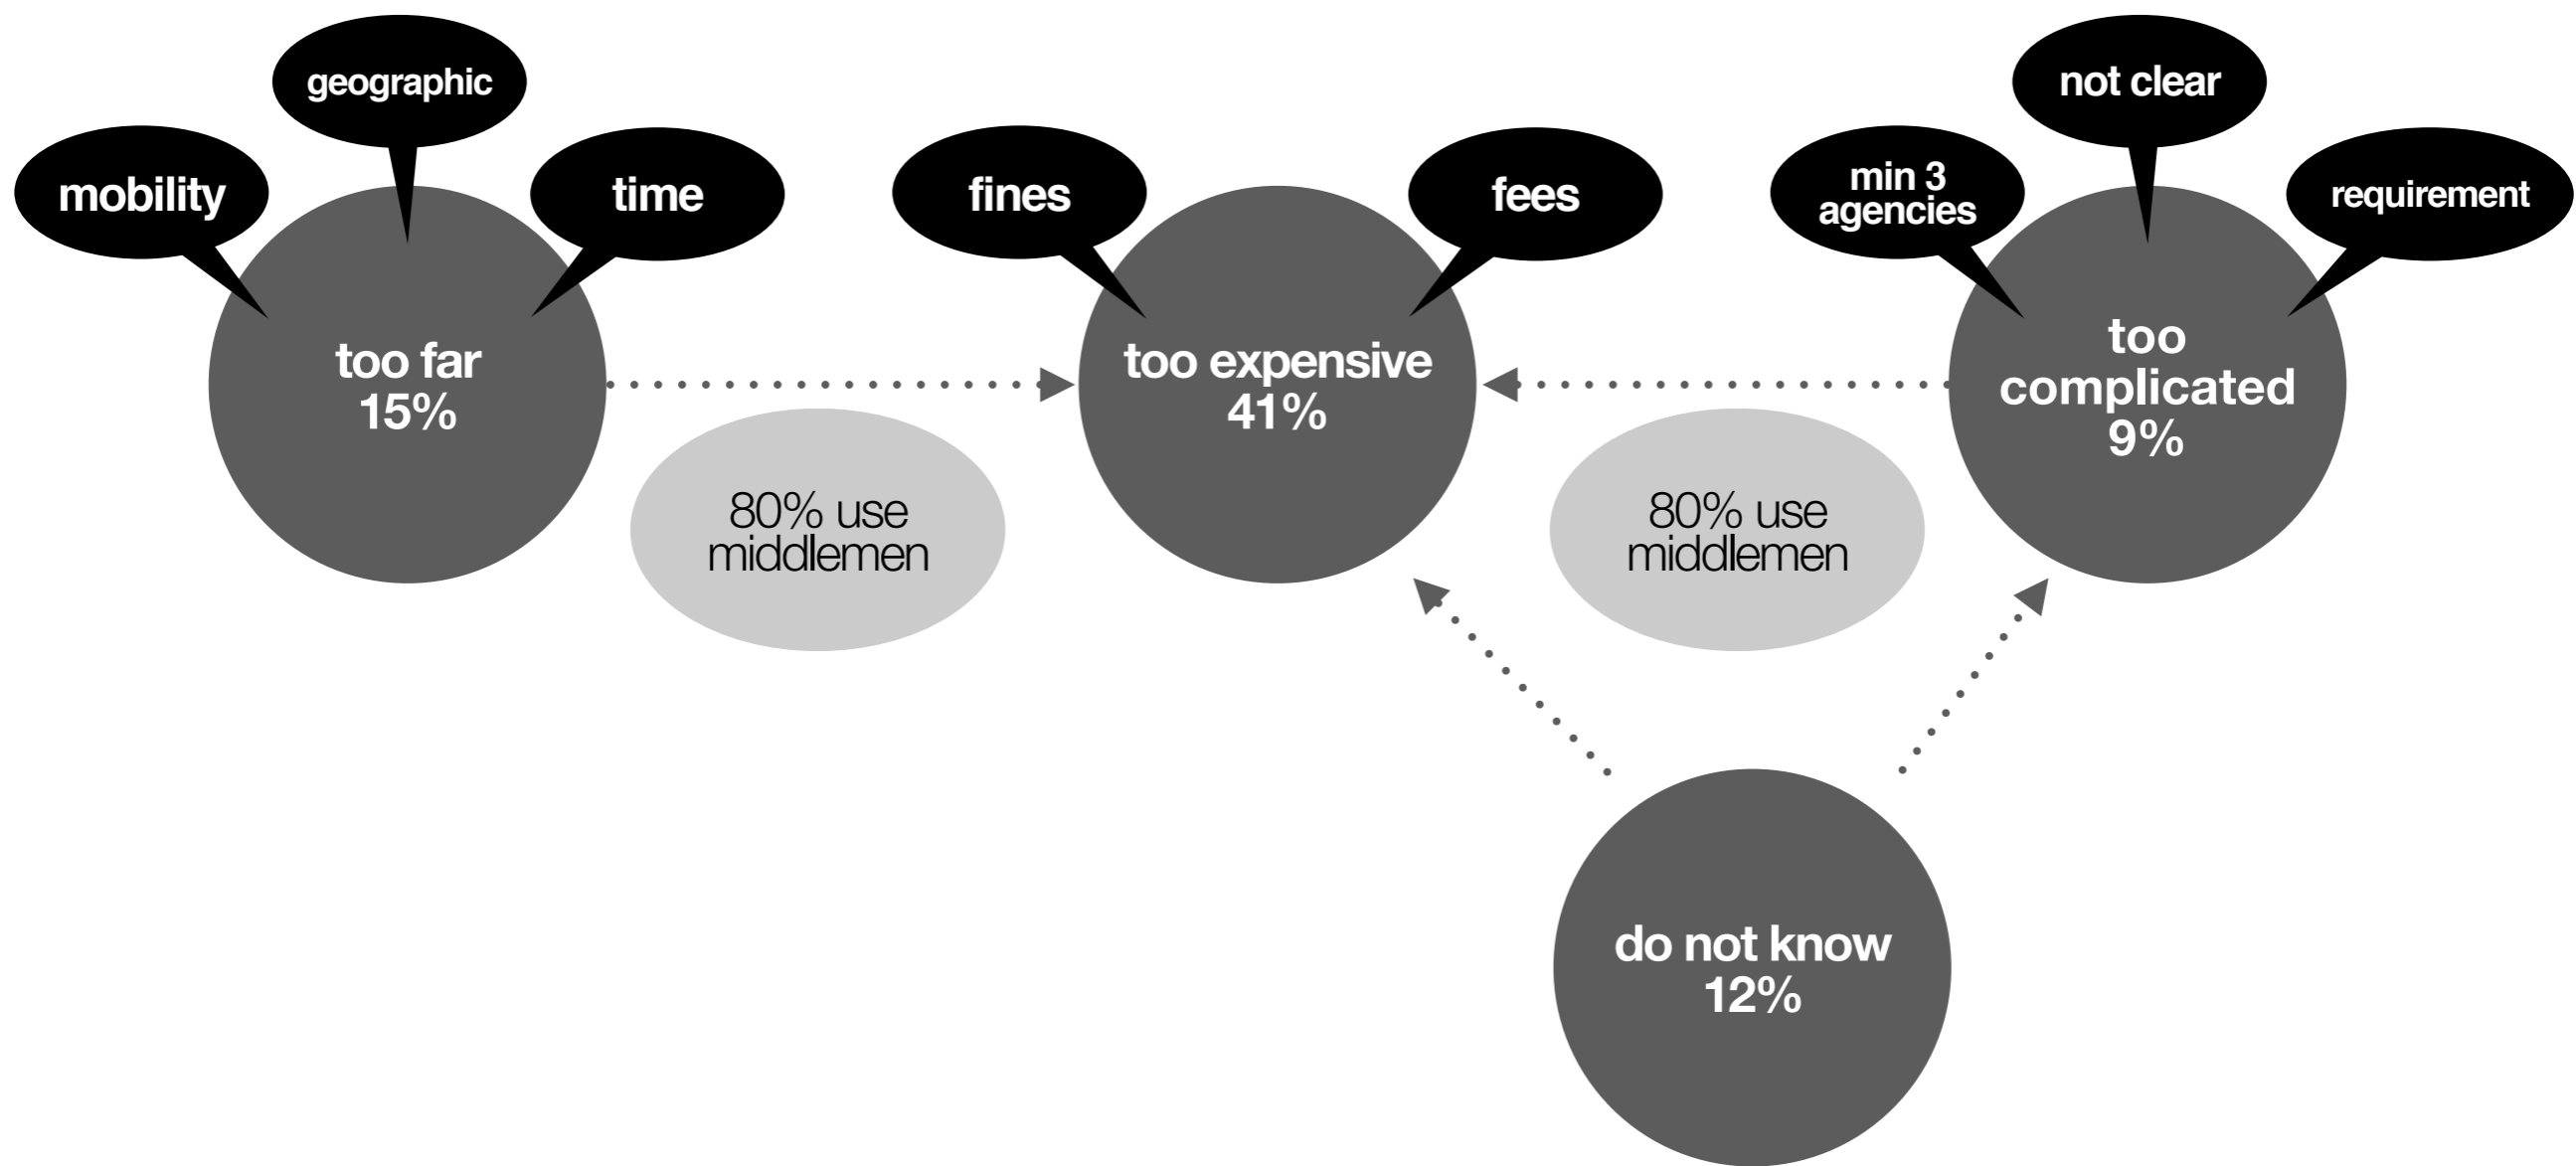 geographic
mobility
time
too far
15%
fines
fees
too expensive
41%
not clear
min 3
agencies
requirement
too
complicated
9%
80% use
middlemen
80% use
middlemen
do not know
12%